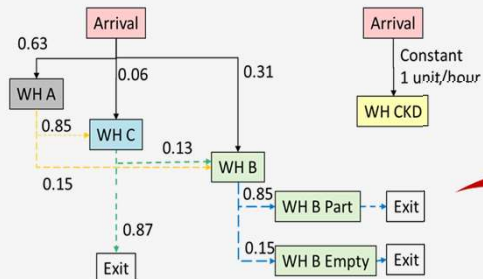 Arrival
Arrival
0.63
0.06
0.31
Constant
1 unit/hour
WH A
WH CKD
0.85
WH C
0.13
WH B
0.15
0.85
WH B Part
Exit
0.87
0.15
WH B Empty
Exit
Exit